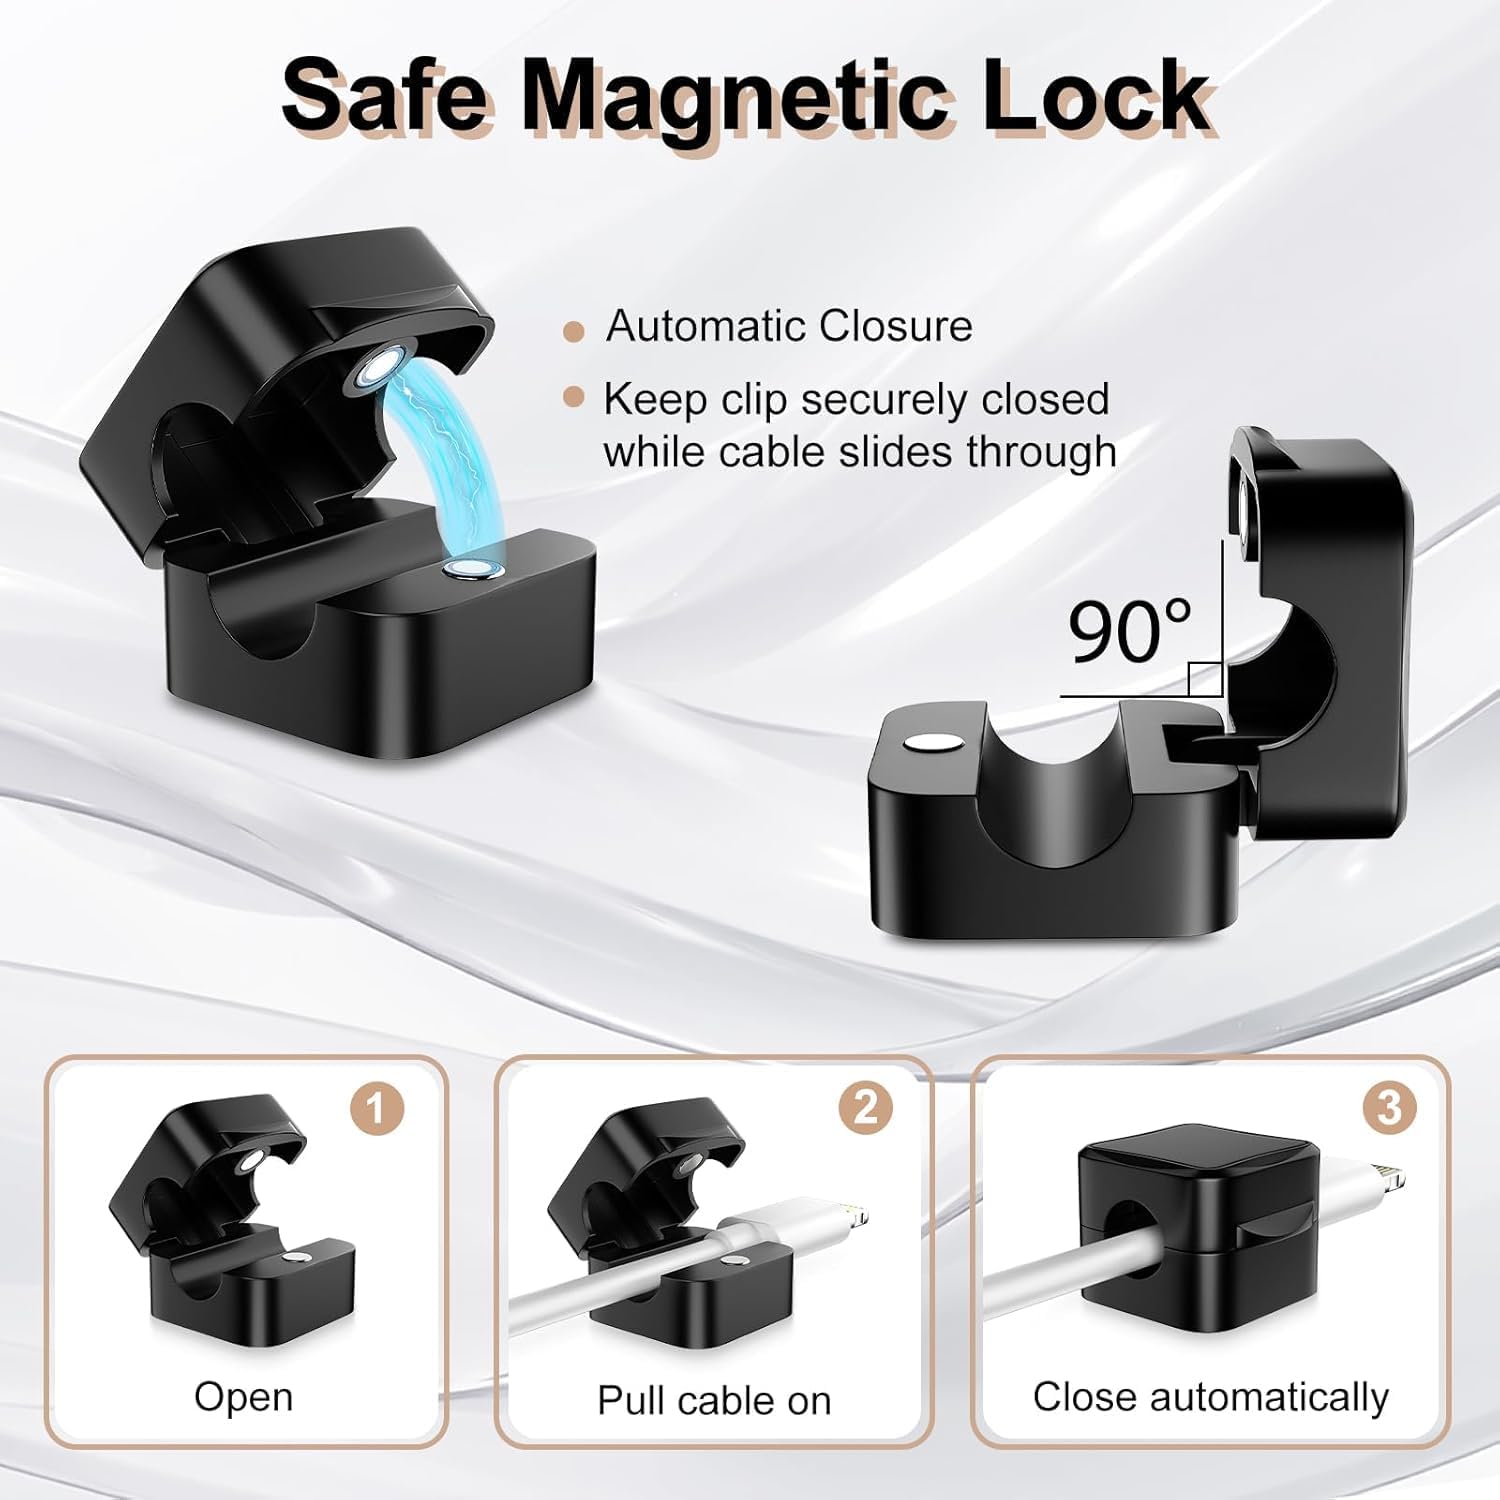 Safe Magnetic Lock
Automatic Closure
Keep clip securely closed
while cable slides through
90°
1
Open
2
Pull cable on
3
Close automatically